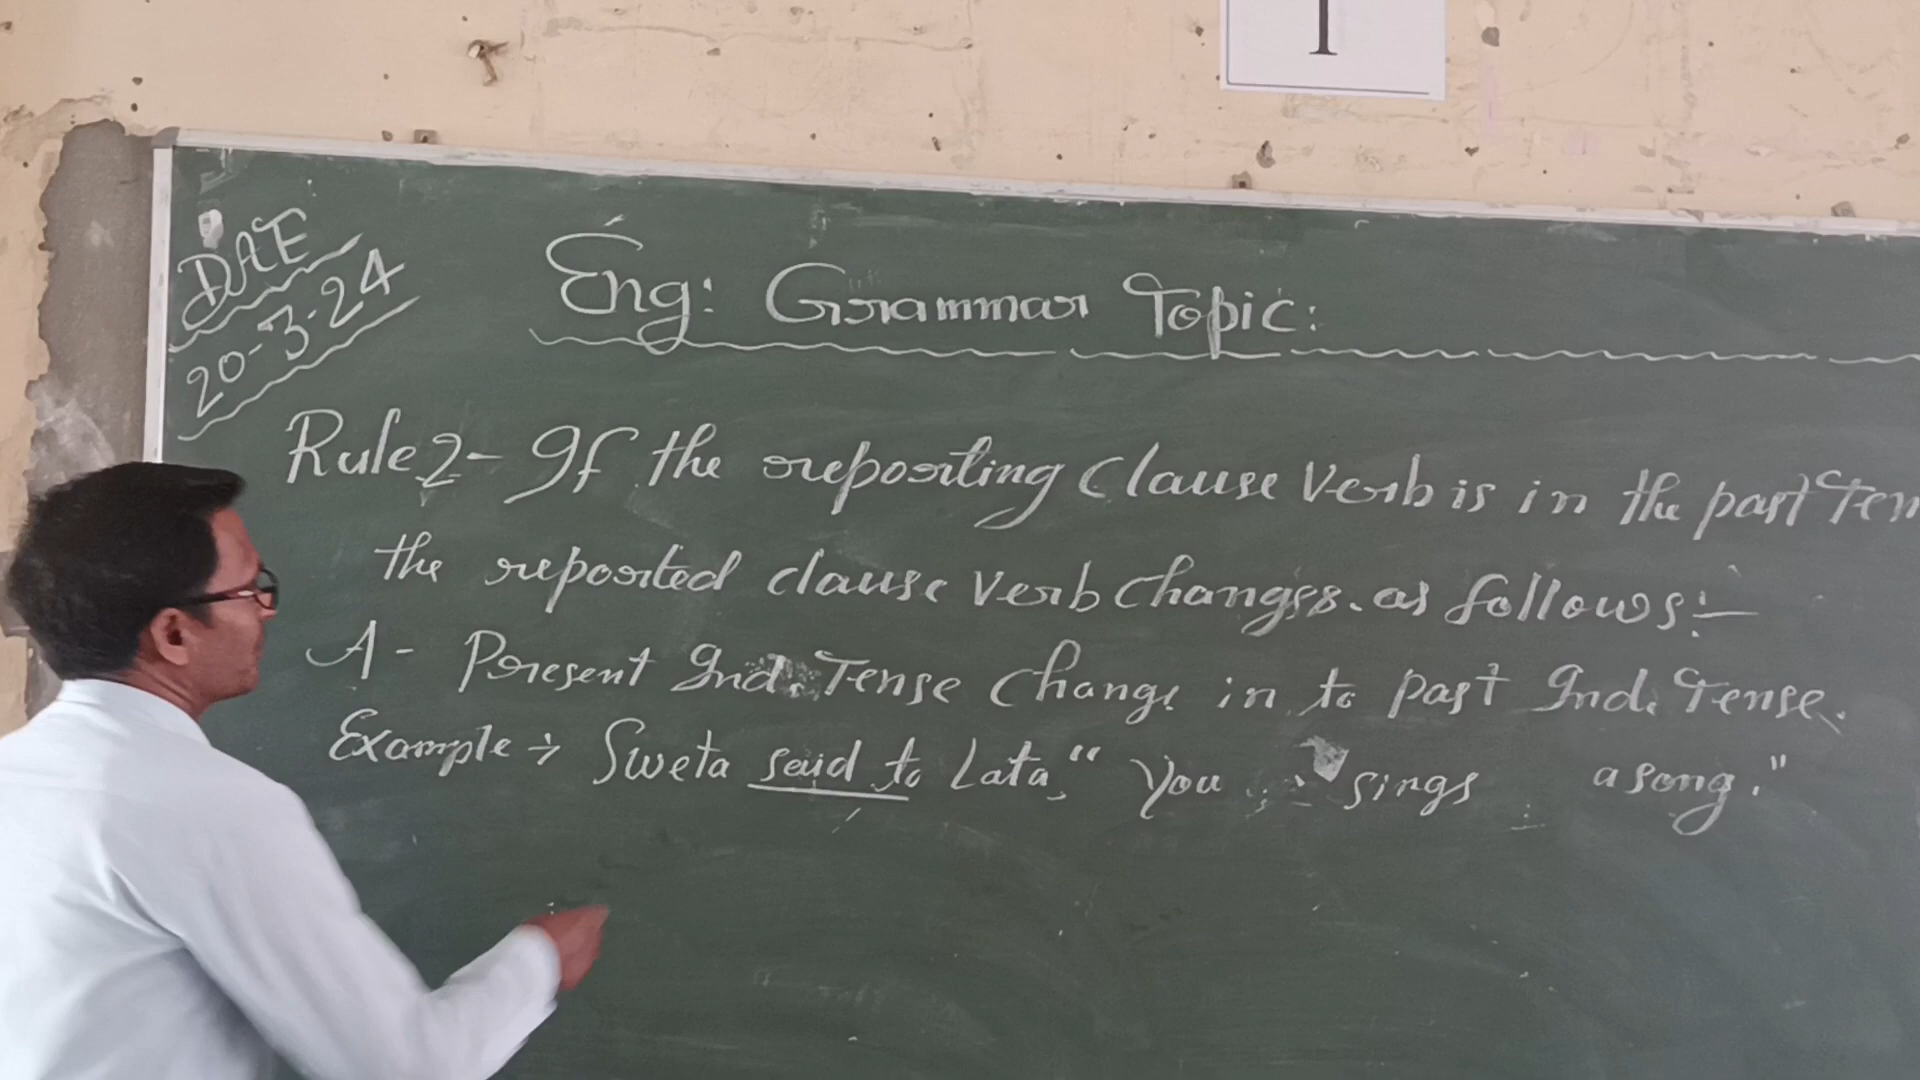 1
DATE
20-3-24
Eng: Grammar Topic:
Rule 2- If the reporting clause Verb is in the past Ten
the reported clause Verb changes. as follows:-
A- Present Ind. Tense change in to past Ind. Tense.
Example → Sweta said to Lata, "You sings a song."